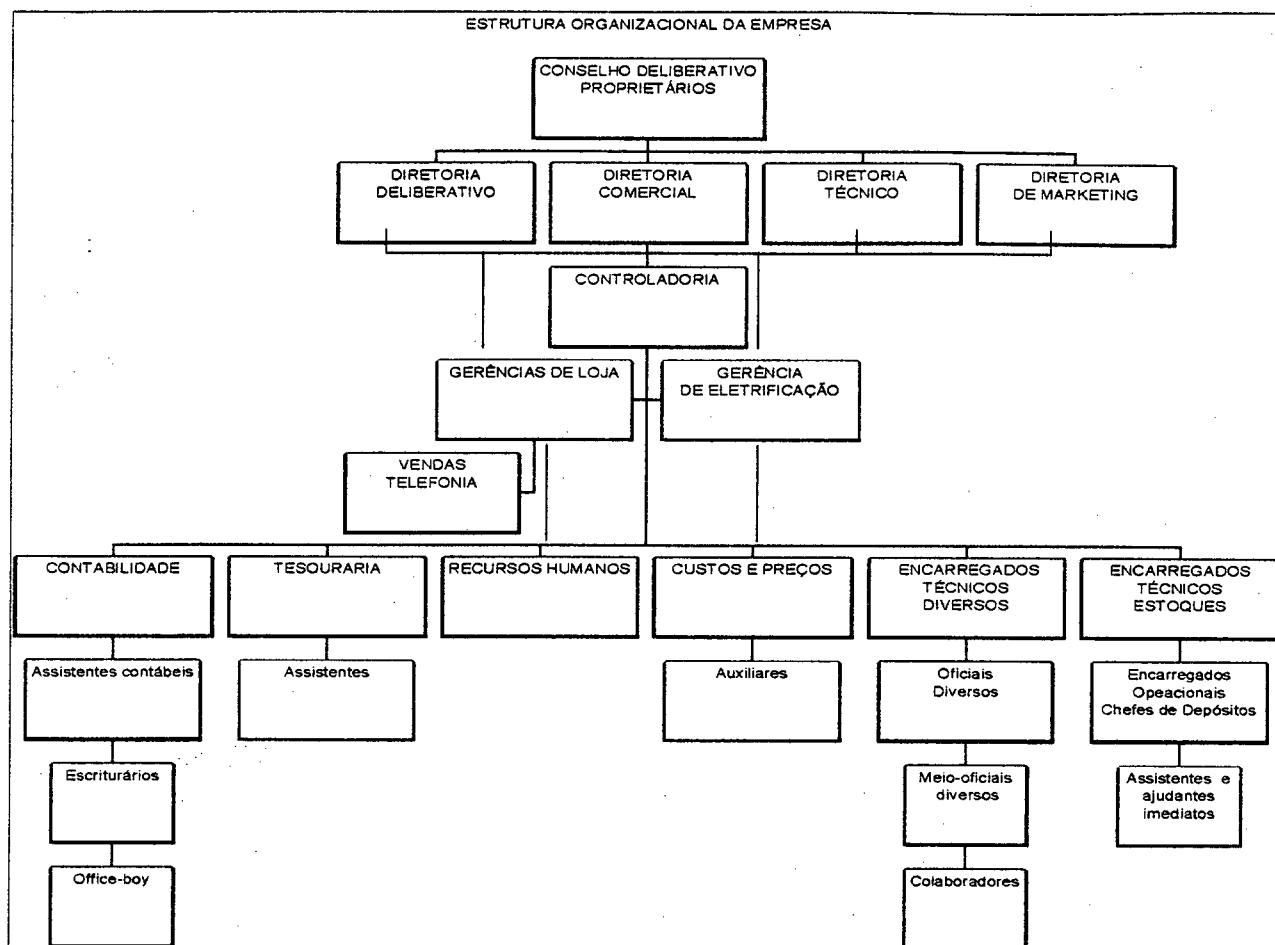 ESTRUTURA ORGANIZACIONAL DA EMPRESA
CONSELHO DELIBERATIVO
PROPRIETÁRIOS
DIRETORIA
DELIBERATIVO
DIRETORIA
COMERCIAL
DIRETORIA
TÉCNICO
DIRETORIA
DE MARKETING
CONTROLADORIA
GERÊNCIAS DE LOJA
GERÊNCIA
DE ELETRIFICAÇÃO
VENDAS
TELEFONIA
CONTABILIDADE
TESOURARIA
RECURSOS HUMANOS
CUSTOS E PREÇOS
ENCARREGADOS
TÉCNICOS
DIVERSOS
ENCARREGADOS
TÉCNICOS
ESTOQUES
Assistentes contábeis
Assistentes
Auxiliares
Oficiais
Diversos
Encarregados
Opeacionais
Chefes de Depósitos
Escriturários
Meio-oficiais
diversos
Assistentes e
ajudantes
imediatos
Office-boy
Colaboradores